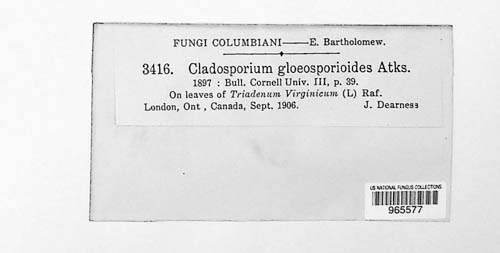 FUNGI COLUMBIANI——E. Bartholomew.
3416. Cladosporium gloeosporioides Atks.
1897 : Bull. Cornell Univ. III, p. 39.
On leaves of Triadenum Virginicum (L) Raf.
London, Ont , Canada, Sept. 1906. J. Dearness
US NATIONAL FUNGUS COLLECTIONS
965577